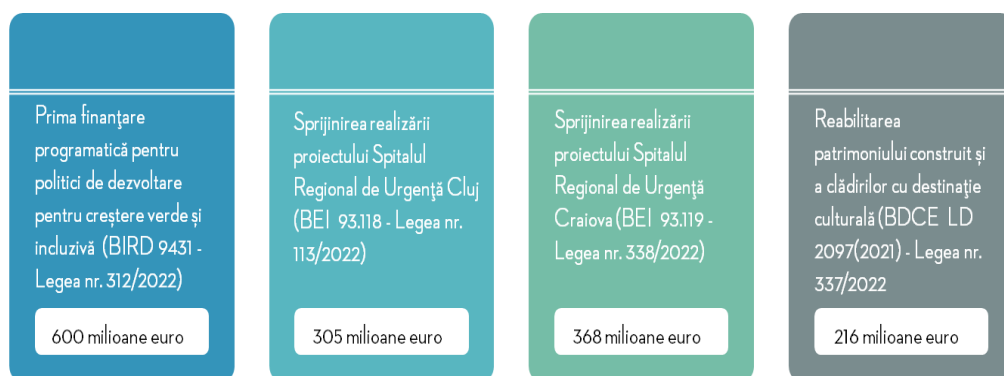 Prima finanţare
programatică pentru
politici de dezvoltare
pentru creștere verde și
incluzivă (BIRD 9431 -
Legea nr. 312/2022)
600 milioane euro
Sprijinirea realizării
proiectului Spitalul
Regional de Urgenţă Cluj
(BEI 93.118 - Legea nr.
113/2022)
305 milioane euro
Sprijinirea realizării
proiectului Spitalul
Regional de Urgenţă
Craiova (BEI 93.119 -
Legea nr. 338/2022)
368 milioane euro
Reabilitarea
patrimoniului construit și
a clădirilor cu destinaţie
culturală (BDCE LD
2097(2021) - Legea nr.
337/2022
216 milioane euro